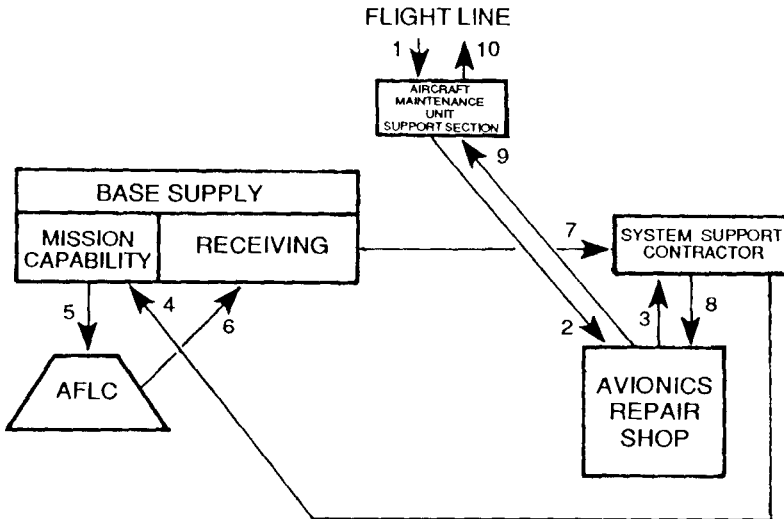 FLIGHT LINE
1
10
AIRCRAFT
MAINTENANCE
UNIT
SUPPORT SECTION
9
BASE SUPPLY
MISSION
CAPABILITY
RECEIVING
7
SYSTEM SUPPORT
CONTRACTOR
5
4
6
2
3
8
AFLC
AVIONICS
REPAIR
SHOP